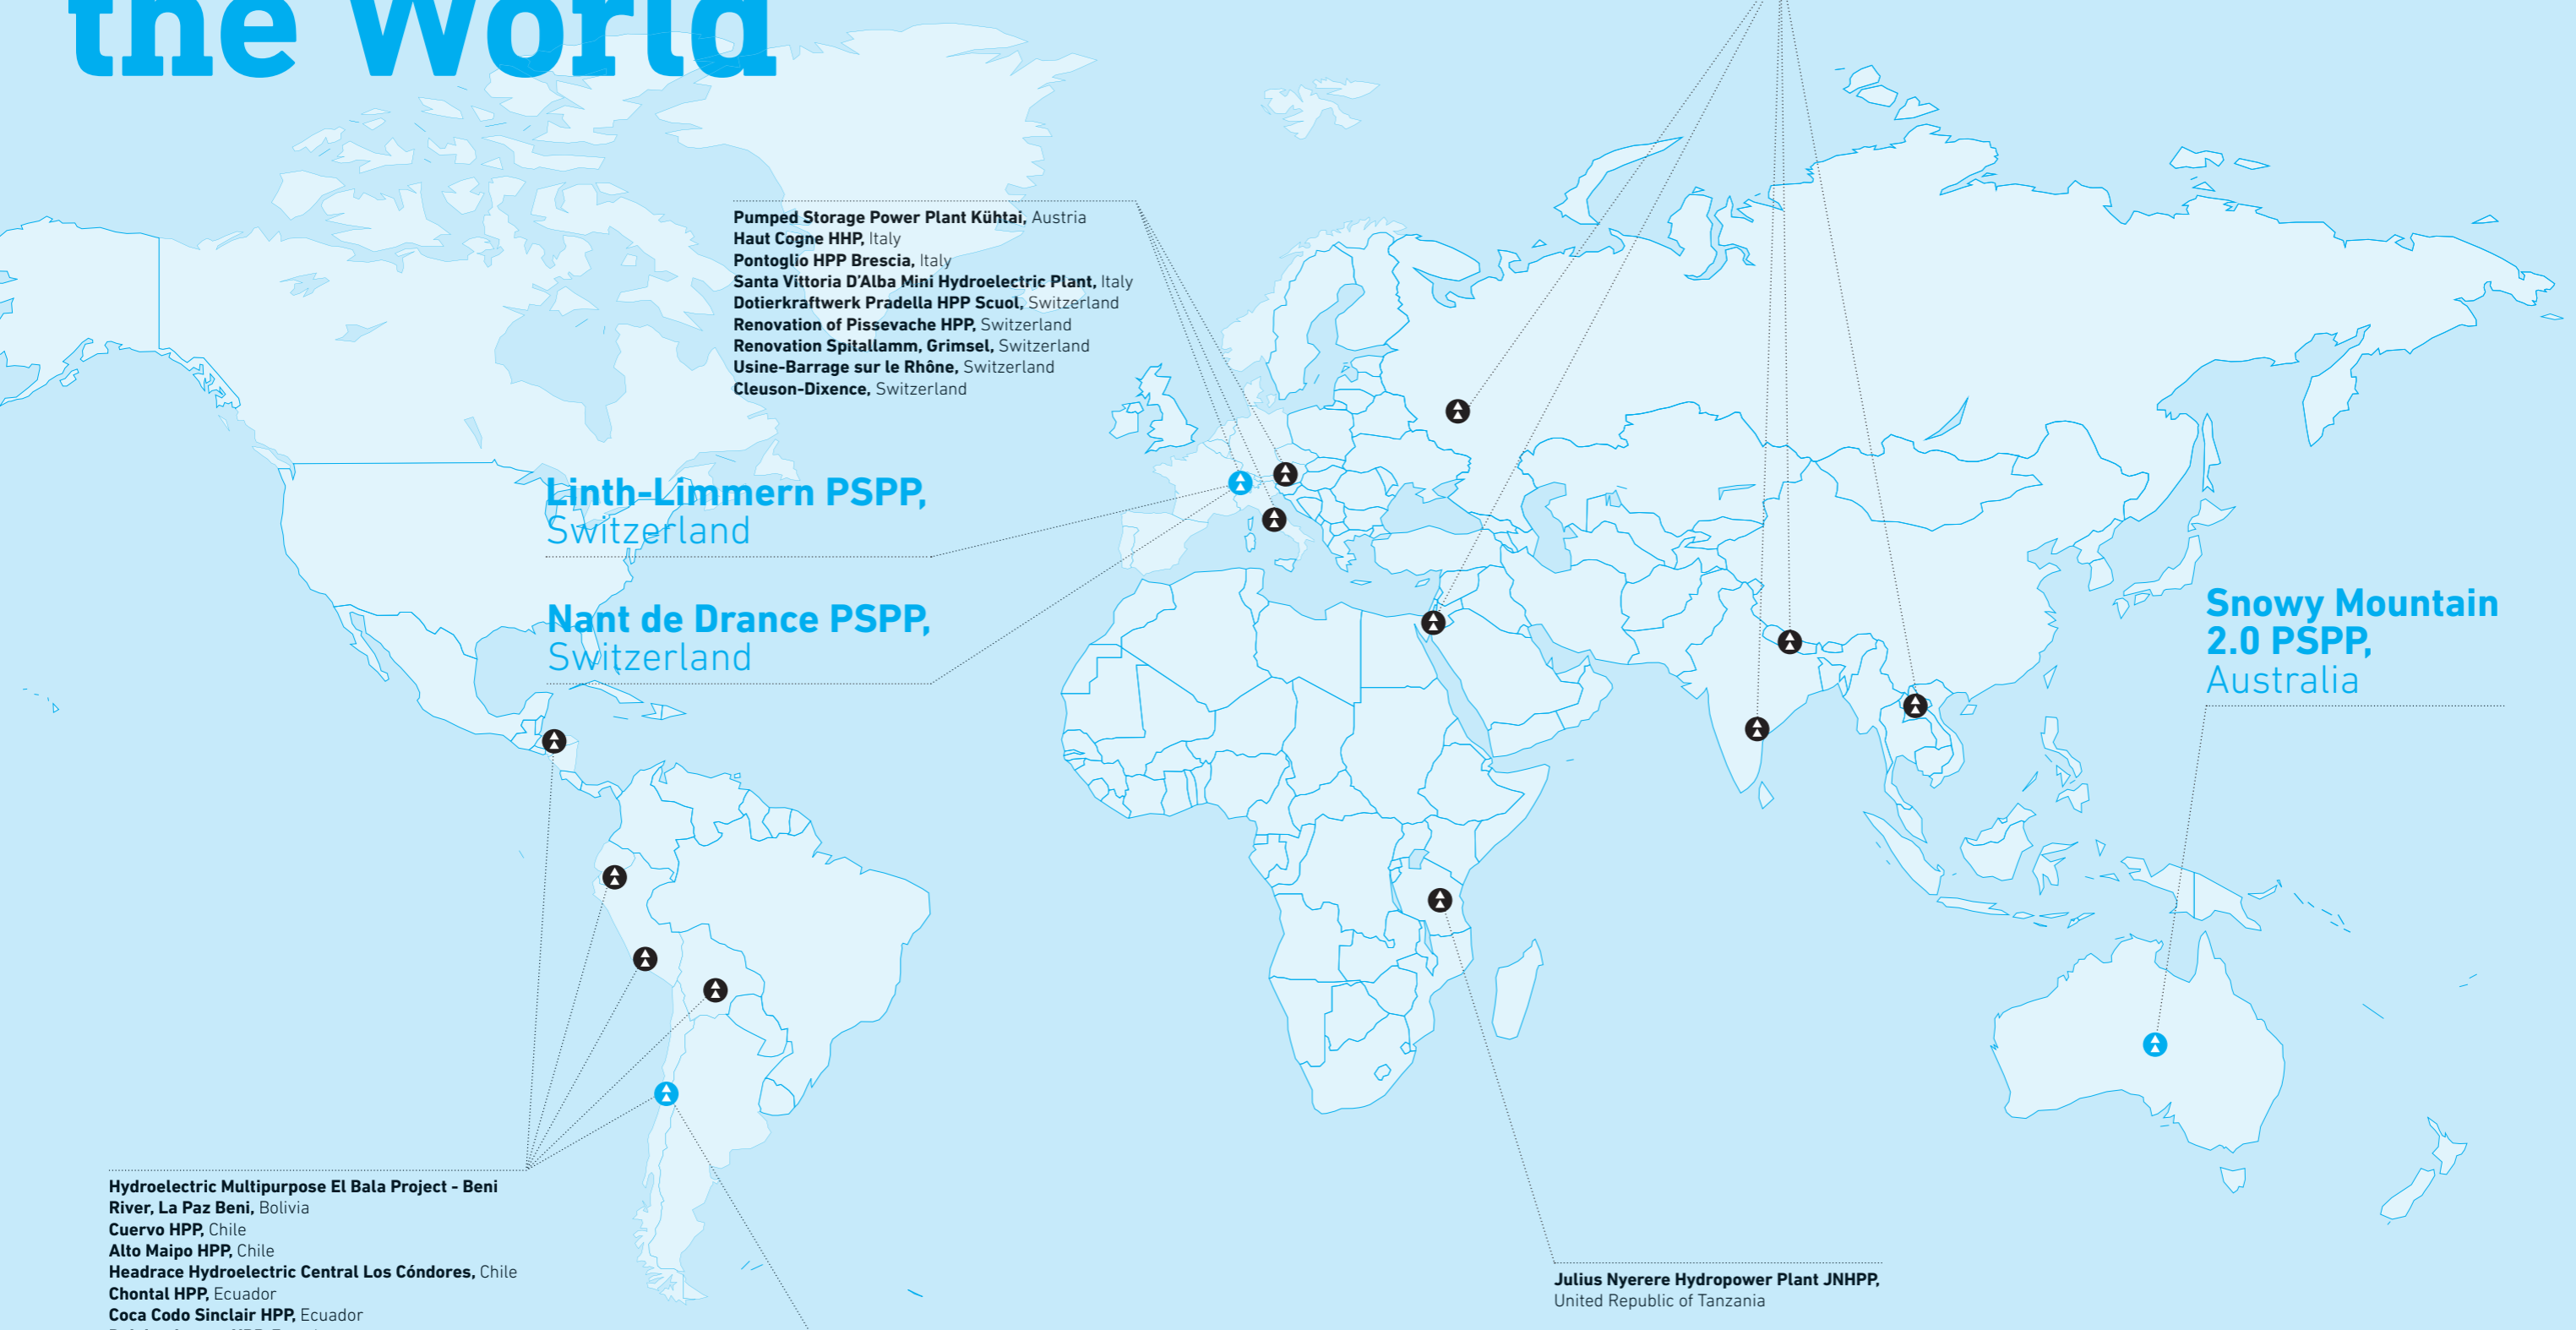 the World
Pumped Storage Power Plant Kühtai, Austria
Haut Cogne HHP, Italy
Pontoglio HPP Brescia, Italy
Santa Vittoria D'Alba Mini Hydroelectric Plant, Italy
Dotierkraftwerk Pradella HPP Scuol, Switzerland
Renovation of Pissevache HPP, Switzerland
Renovation Spitallamm, Grimsel, Switzerland
Usine-Barrage sur le Rhône, Switzerland
Cleuson-Dixence, Switzerland
Linth-Limmern PSPP,
Switzerland
Nant de Drance PSPP,
Switzerland
Snowy Mountain
2.0 PSPP,
Australia
Hydroelectric Multipurpose El Bala Project - Beni
River, La Paz Beni, Bolivia
Cuervo HPP, Chile
Alto Maipo HPP, Chile
Headrace Hydroelectric Central Los Cóndores, Chile
Chontal HPP, Ecuador
Coca Codo Sinclair HPP, Ecuador
Julius Nyerere Hydropower Plant JNHPP,
United Republic of Tanzania